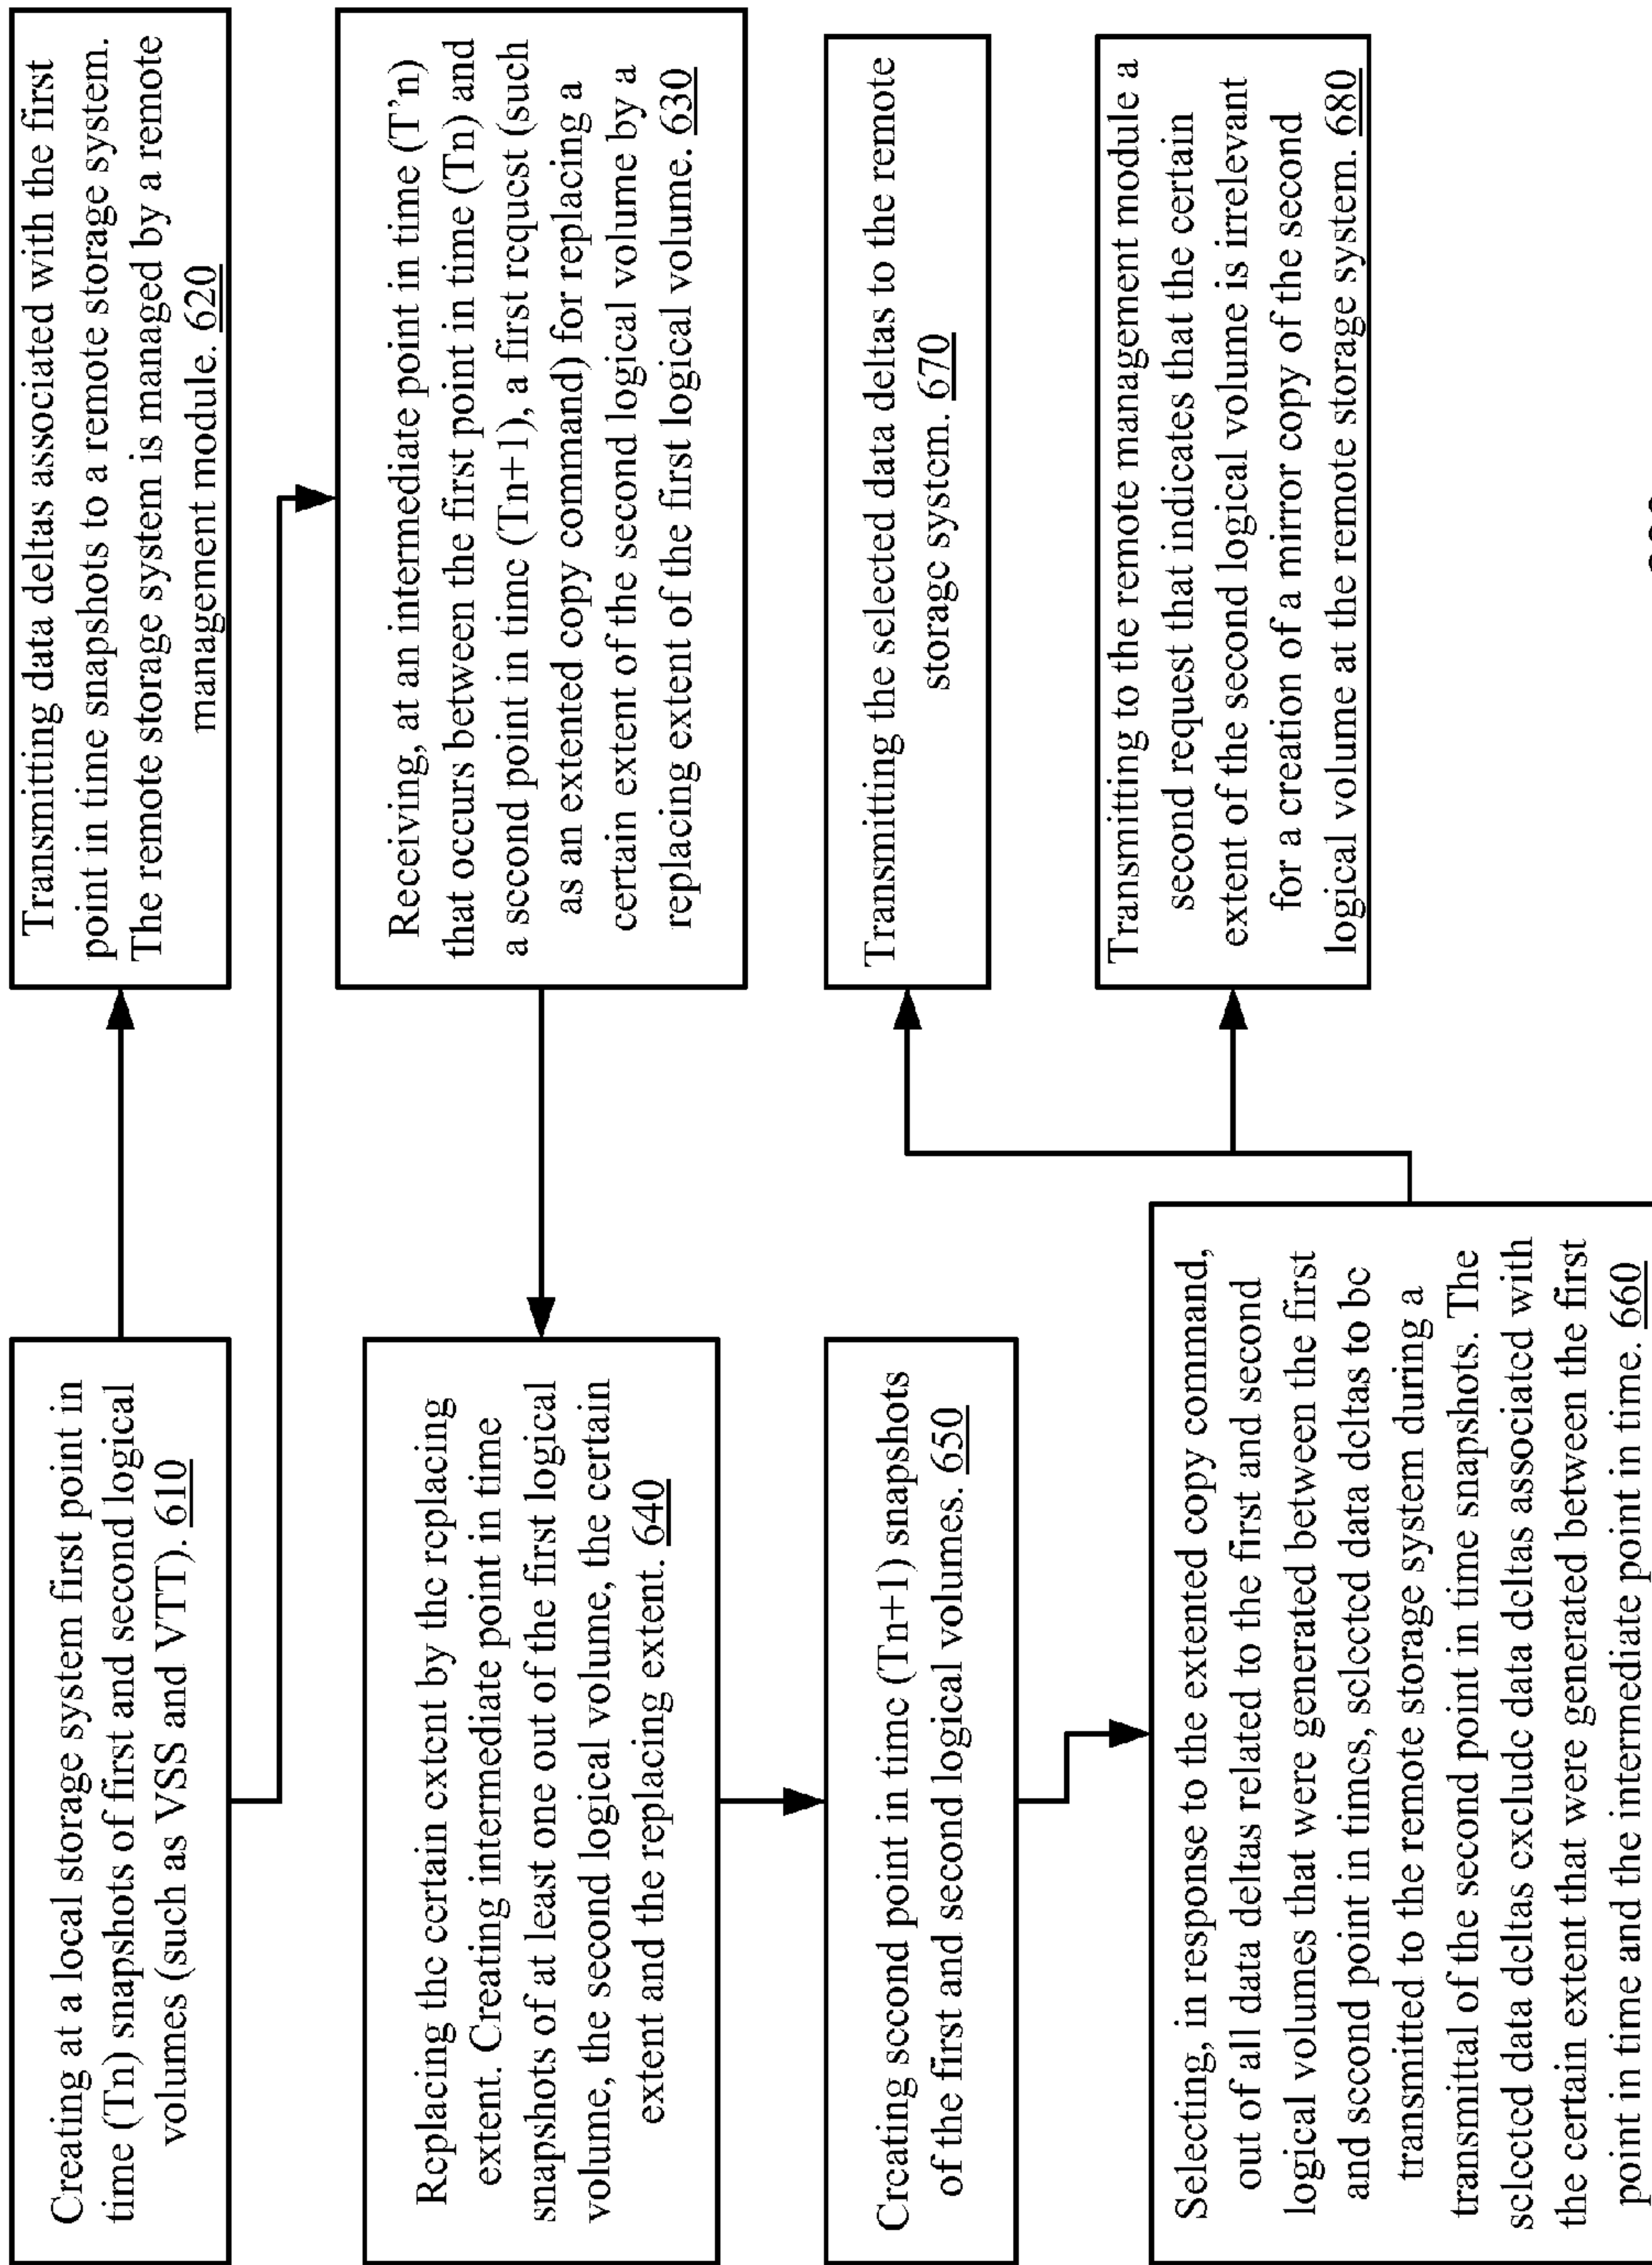 Creating at a local storage system first point in
time (Tn) snapshots of first and second logical
volumes (such as VSS and VTT). 610
Transmitting data deltas associated with the first
point in time snapshots to a remote storage system.
The remote storage system is managed by a remote
management module. 620
Receiving, at an intermediate point in time (T'n)
that occurs between the first point in time (Tn) and
a second point in time (Tn+1), a first request (such
as an extented copy command) for replacing a
certain extent of the second logical volume by a
replacing extent of the first logical volume. 630
Replacing the certain extent by the replacing
extent. Creating intermediate point in time
snapshots of at least one out of the first logical
volume, the second logical volume, the certain
extent and the replacing extent. 640
Creating second point in time (Tn+1) snapshots
of the first and second logical volumes. 650
Selecting, in response to the extented copy command,
out of all data deltas related to the first and second
logical volumes that were generated between the first
and second point in times, selected data deltas to be
transmitted to the remote storage system during a
transmittal of the second point in time snapshots. The
selected data deltas exclude data deltas associated with
the certain extent that were generated between the first
point in time and the intermediate point in time. 660
Transmitting the selected data deltas to the remote
storage system. 670
Transmitting to the remote management module a
second request that indicates that the certain
extent of the second logical volume is irrelevant
for a creation of a mirror copy of the second
logical volume at the remote storage system. 680